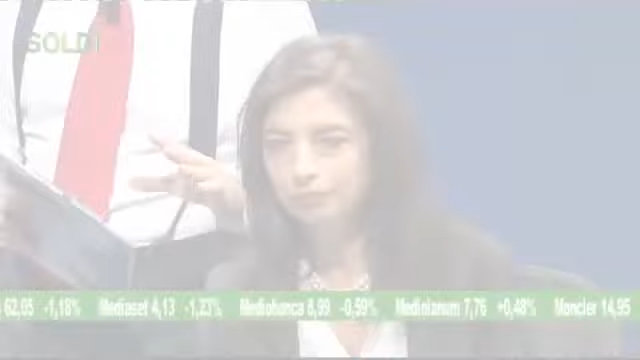 SOLDI
62,05 -1,18% Mediaset 4,13 -1,23% Mediobanca 8,99 -0,59% Mediolanum 7,76 +0,48% Moncler 14,95